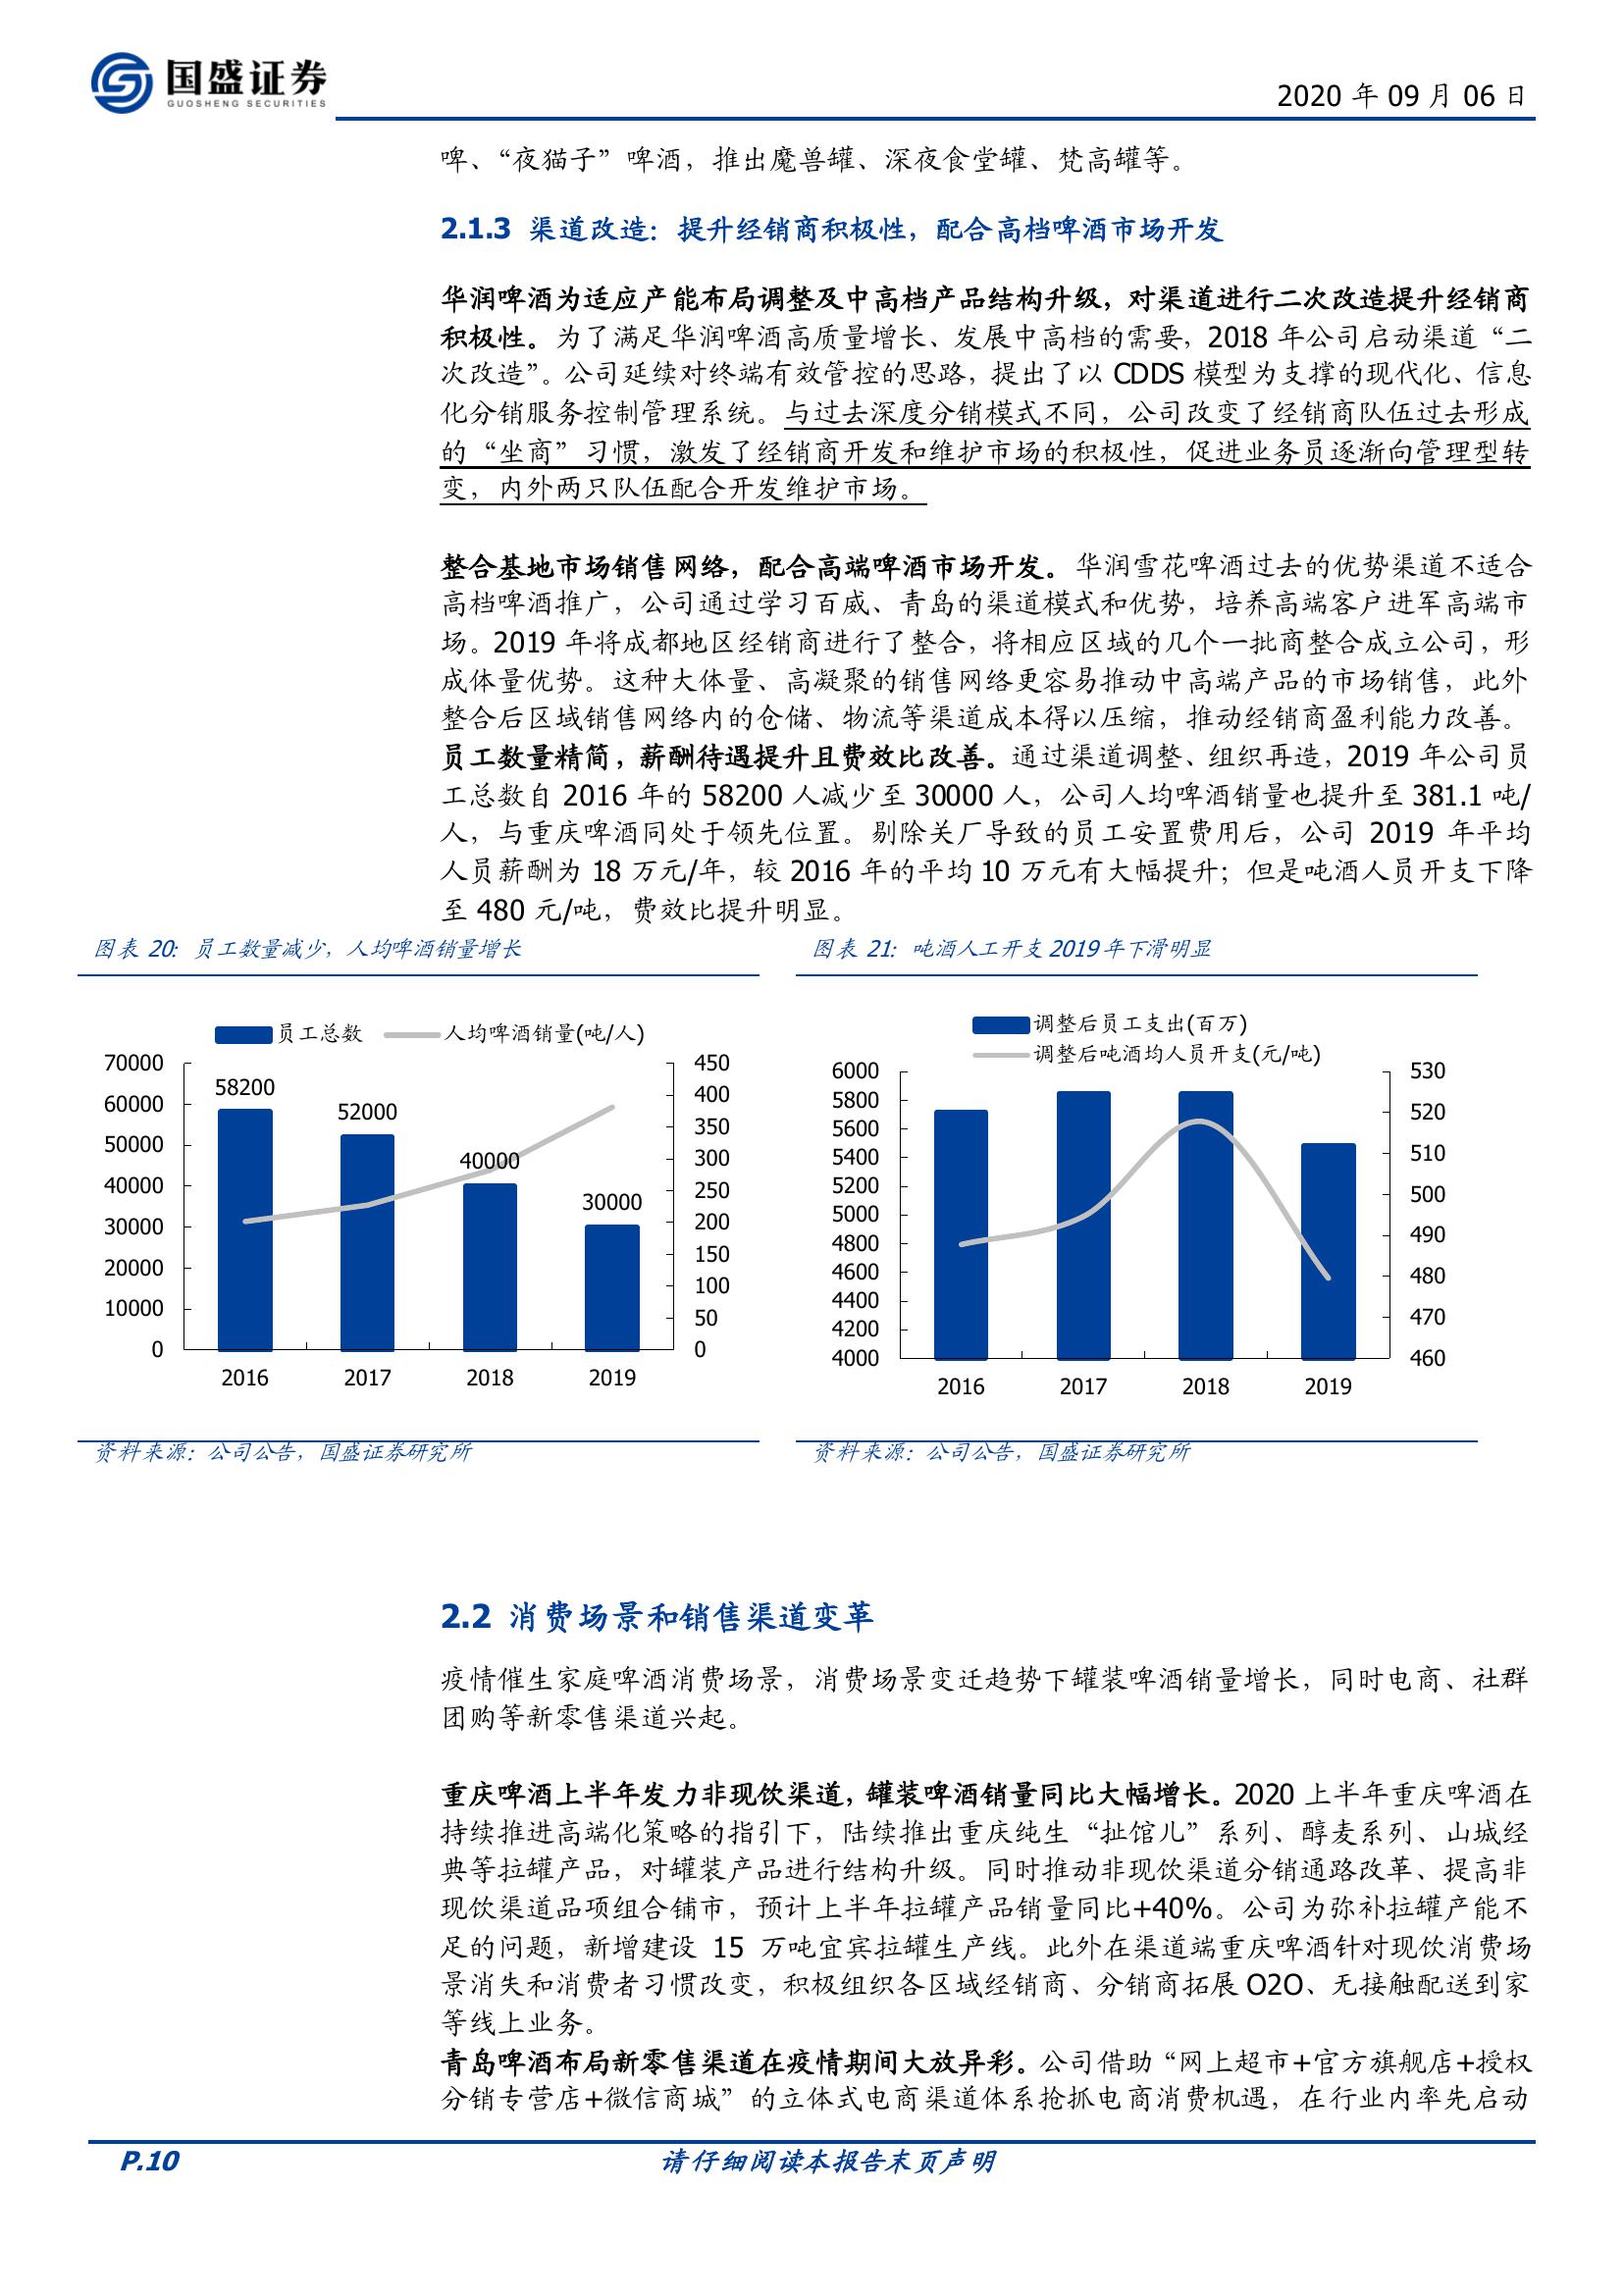 国盛证券
GUOSHENG SECURITIES
2020 年 09 月 06 日
啤、“夜猫子”啤酒，推出魔兽罐、深夜食堂罐、梵高罐等。
2.1.3 渠道改造：提升经销商积极性，配合高档啤酒市场开发
华润啤酒为适应产能布局调整及中高档产品结构升级，对渠道进行二次改造提升经销商
积极性。为了满足华润啤酒高质量增长、发展中高档的需要，2018 年公司启动渠道“二
次改造”。公司延续对终端有效管控的思路，提出了以 CDDS 模型为支撑的现代化、信息
化分销服务控制管理系统。与过去深度分销模式不同，公司改变了经销商队伍过去形成
的“坐商”习惯，激发了经销商开发和维护市场的积极性，促进业务员逐渐向管理型转
变，内外两只队伍配合开发维护市场。
整合基地市场销售网络，配合高端啤酒市场开发。华润雪花啤酒过去的优势渠道不适合
高档啤酒推广，公司通过学习百威、青岛的渠道模式和优势，培养高端客户进军高端市
场。2019 年将成都地区经销商进行了整合，将相应区域的几个一批商整合成立公司，形
成体量优势。这种大体量、高凝聚的销售网络更容易推动中高端产品的市场销售，此外
整合后区域销售网络内的仓储、物流等渠道成本得以压缩，推动经销商盈利能力改善。
员工数量精简，薪酬待遇提升且费效比改善。通过渠道调整、组织再造，2019 年公司员
工总数自 2016 年的 58200 人减少至 30000 人，公司人均啤酒销量也提升至 381.1 吨/
人，与重庆啤酒同处于领先位置。剔除关厂导致的员工安置费用后，公司 2019 年平均
人员薪酬为 18 万元/年，较 2016 年的平均 10 万元有大幅提升；但是吨酒人员开支下降
至 480 元/吨，费效比提升明显。
图表 20：员工数量减少，人均啤酒销量增长
员工总数 人均啤酒销量(吨/人)
70000
60000
50000
40000
30000
20000
10000
0
58200
52000
40000
30000
450
400
350
300
250
200
150
100
50
0
2016 2017 2018 2019
资料来源：公司公告，国盛证券研究所
图表 21：吨酒人工开支 2019 年下滑明显
调整后员工支出(百万)
调整后吨酒均人员开支(元/吨)
6000
5800
5600
5400
5200
5000
4800
4600
4400
4200
4000
530
520
510
500
490
480
470
460
2016 2017 2018 2019
资料来源：公司公告，国盛证券研究所
2.2 消费场景和销售渠道变革
疫情催生家庭啤酒消费场景，消费场景变迁趋势下罐装啤酒销量增长，同时电商、社群
团购等新零售渠道兴起。
重庆啤酒上半年发力非现饮渠道，罐装啤酒销量同比大幅增长。2020 上半年重庆啤酒在
持续推进高端化策略的指引下，陆续推出重庆纯生“扯馆儿”系列、醇麦系列、山城经
典等拉罐产品，对罐装产品进行结构升级。同时推动非现饮渠道分销通路改革、提高非
现饮渠道品项组合铺市，预计上半年拉罐产品销量同比+40%。公司为弥补拉罐产能不
足的问题，新增建设 15 万吨宜宾拉罐生产线。此外在渠道端重庆啤酒针对现饮消费场
景消失和消费者习惯改变，积极组织各区域经销商、分销商拓展 O2O、无接触配送到家
等线上业务。
青岛啤酒布局新零售渠道在疫情期间大放异彩。公司借助“网上超市+官方旗舰店+授权
分销专营店+微信商城”的立体式电商渠道体系抢抓电商消费机遇，在行业内率先启动
P.10
请仔细阅读本报告末页声明